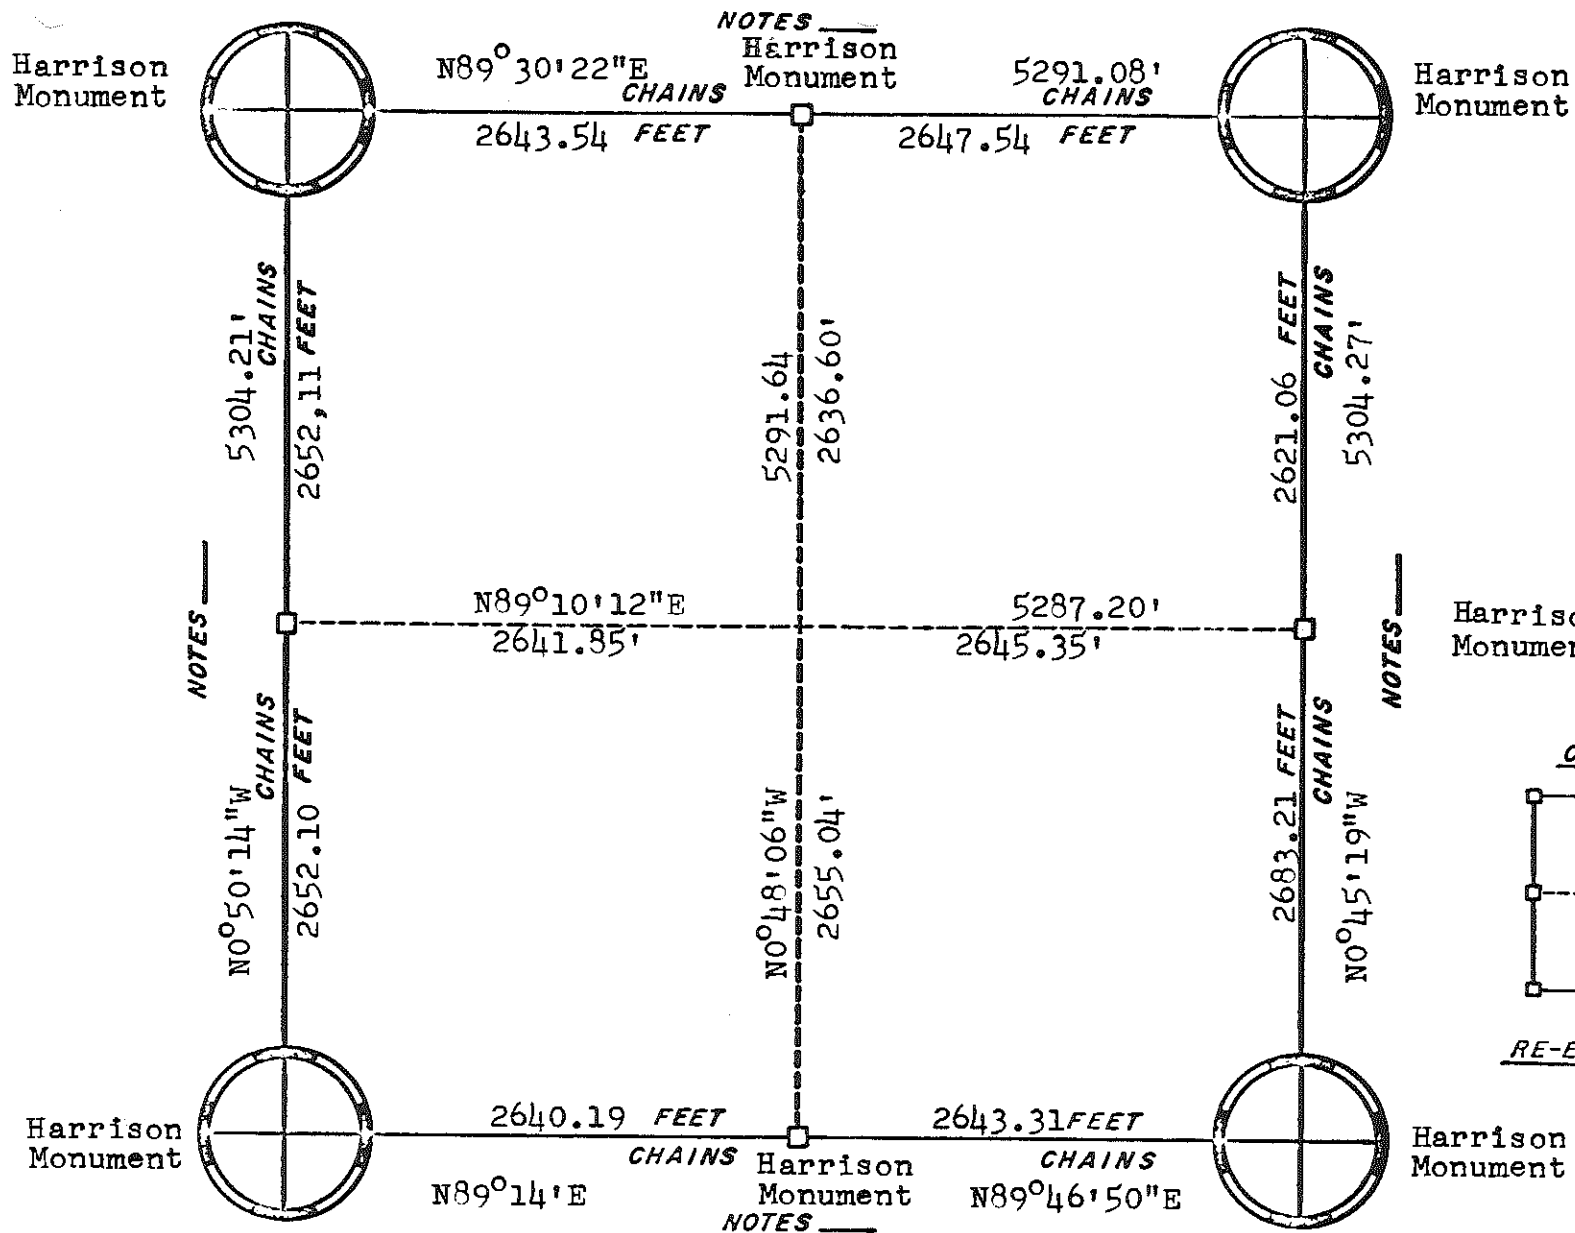 NOTES
Harrison
Monument
N89°30'22"E
CHAINS
2643.54 FEET
Harrison
Monument
5291.08'
CHAINS
2647.54 FEET
Harrison
Monument
5304.21'
CHAINS
2652,11 FEET
5291.64
2636.60'
2621.06 FEET
CHAINS
5304.27'
NOTES
N89°10'12"E
2641.85'
5287.20'
2645.35'
NOTES
N0°50'14"W
CHAINS
2652.10 FEET
N0°48'06"W
2655.04'
2683.21 FEET
CHAINS
N0°45'19"W
RE-E
Harrison
Monument
2640.19 FEET
CHAINS
N89°14'E
Harrison
Monument
2643.31 FEET
CHAINS
N89°46'50"E
Harrison
Monument
NOTES